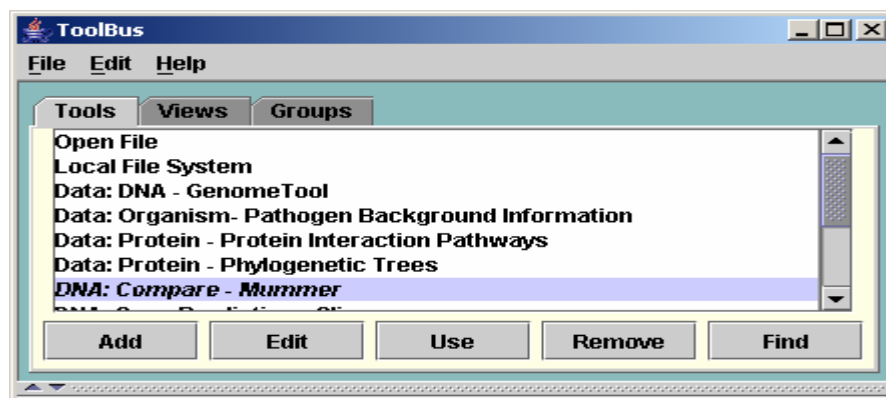 ToolBus
File Edit Help
Tools Views Groups
Open File
Local File System
Data: DNA - GenomeTool
Data: Organism- Pathogen Background Information
Data: Protein - Protein Interaction Pathways
Data: Protein - Phylogenetic Trees
DNA: Compare - Mummer
Add Edit Use Remove Find